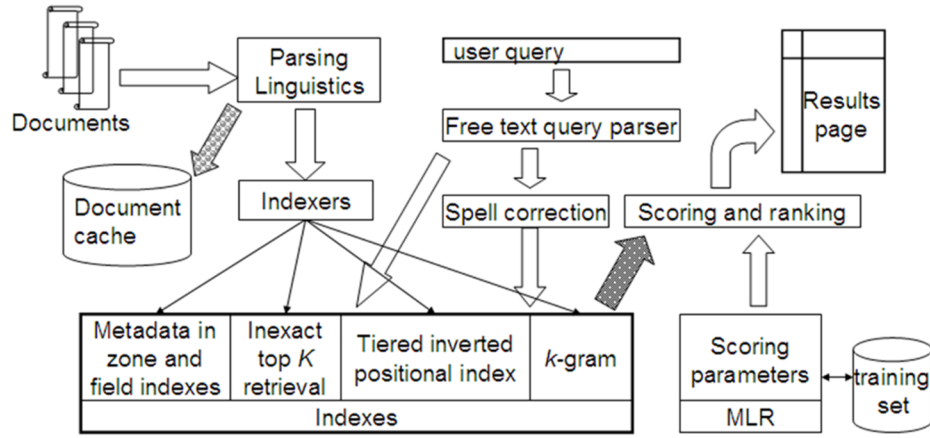 Documents
Parsing
Linguistics
user query
Results
page
Free text query parser
Document
cache
Indexers
Spell correction
Scoring and ranking
Metadata in
zone and
field indexes
Inexact
top K
retrieval
Tiered inverted
positional index
k-gram
Indexes
Scoring
parameters
MLR
training
set